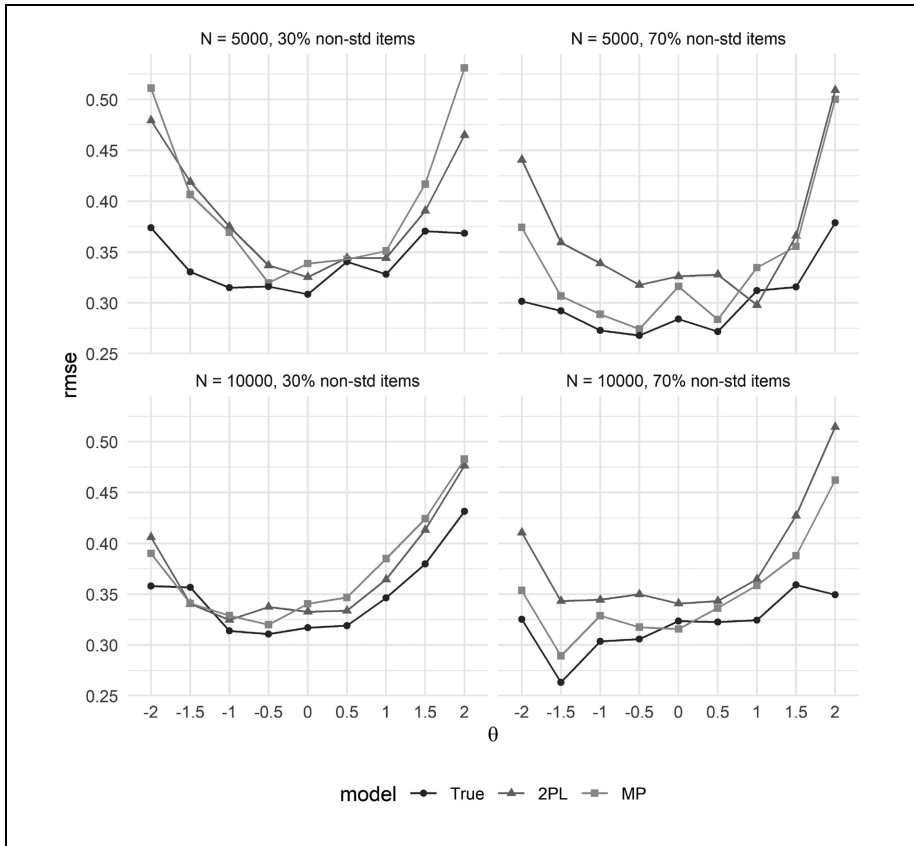 N = 5000, 30% non-std items
N = 5000, 70% non-std items
0.50
0.45
0.40
0.35
0.30
0.25
rmse
N = 10000, 30% non-std items
N = 10000, 70% non-std items
0.50
0.45
0.40
0.35
0.30
0.25
-2 -1.5 -1 -0.5 0 0.5 1 1.5 2
-2 -1.5 -1 -0.5 0 0.5 1 1.5 2
θ
model True 2PL MP